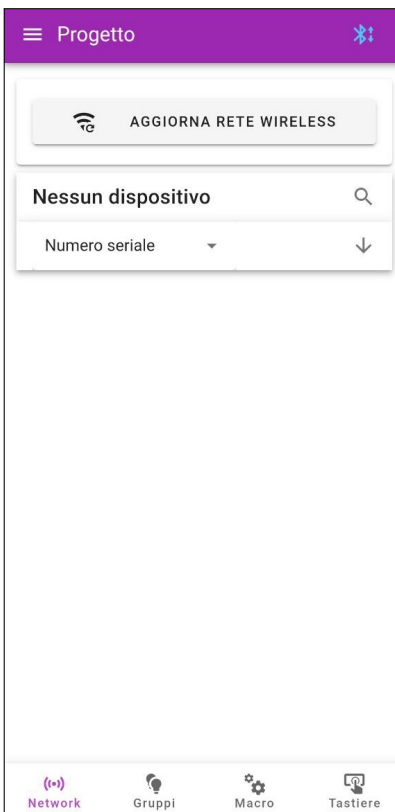 Progetto
AGGIORNA RETE WIRELESS
Nessun dispositivo
Numero seriale
Network Gruppi Macro Tastiere